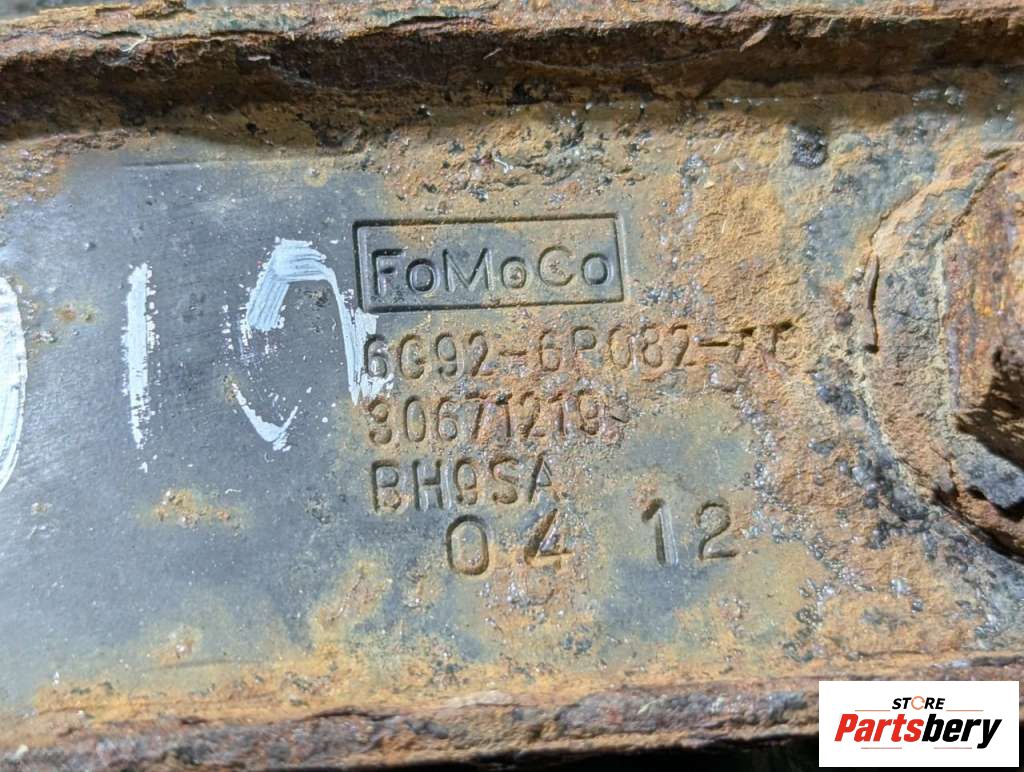 FoMoCo
6G92-6P082-
30671219
BH9SA
04 12
STORE
Partsbery